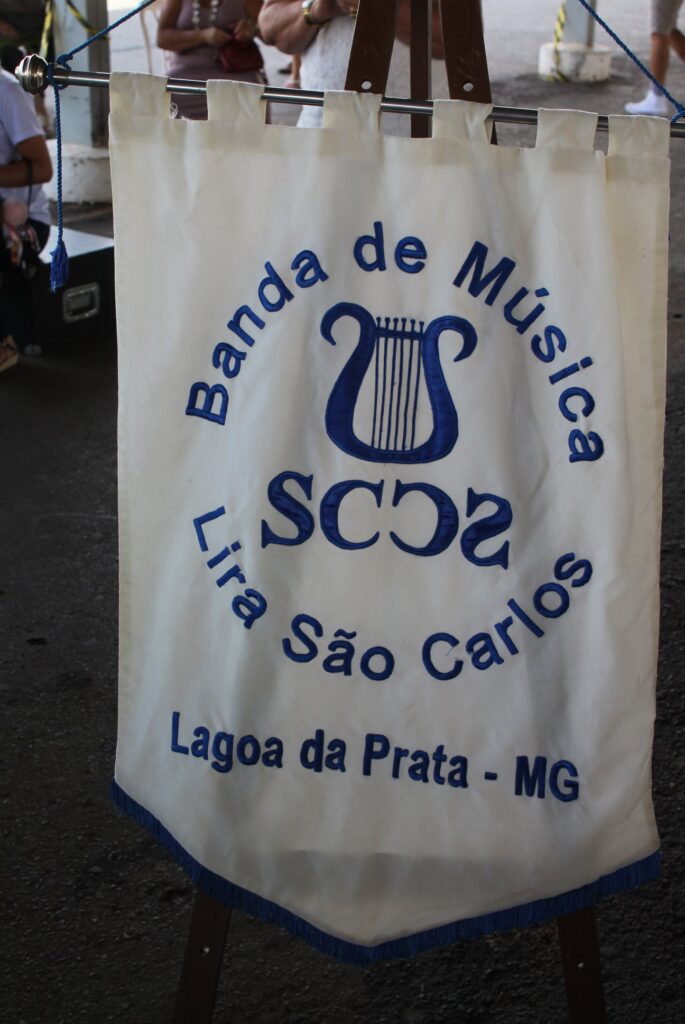 Banda de Música
SCCS
Lira São Carlos
Lagoa da Prata - MG